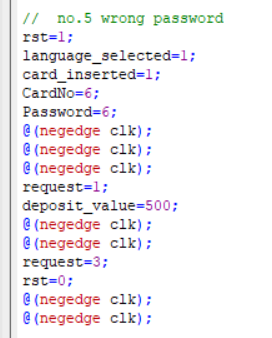 //  no.5 wrong password
rst=1;
language_selected=1;
card_inserted=1;
CardNo=6;
Password=6;
@(negedge clk);
@(negedge clk);
@(negedge clk);
request=1;
deposit_value=500;
@(negedge clk);
@(negedge clk);
request=3;
rst=0;
@(negedge clk);
@(negedge clk);